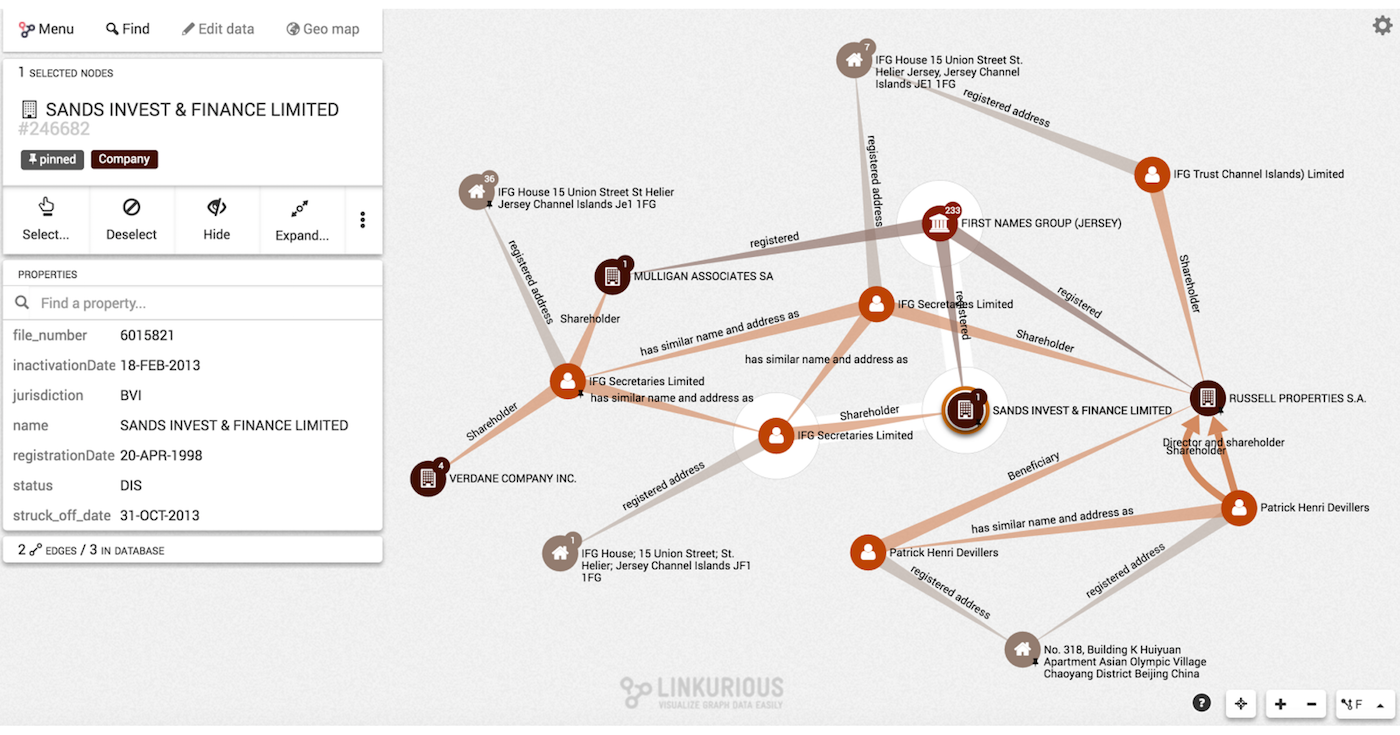 Menu
Find
Edit data
Geo map
1 SELECTED NODES
SANDS INVEST & FINANCE LIMITED
#246682
pinned
Company
Select...
Deselect
Hide
Expand...
PROPERTIES
Find a property...
file_number 6015821
inactivationDate 18-FEB-2013
jurisdiction BVI
name SANDS INVEST & FINANCE LIMITED
registrationDate 20-APR-1998
status DIS
struck_off_date 31-OCT-2013
2 EDGES / 3 IN DATABASE
7
IFG House 15 Union Street St.
Helier Jersey, Jersey Channel
Islands JE1 1FG
registered address
registered address
IFG Trust Channel Islands) Limited
36
IFG House 15 Union Street St Helier
Jersey Channel Islands Je1 1FG
registered address
233
FIRST NAMES GROUP (JERSEY)
registered
registered
registered
Shareholder
1
MULLIGAN ASSOCIATES SA
Shareholder
IFG Secretaries Limited
has similar name and address as
Shareholder
has similar name and address as
IFG Secretaries Limited
has similar name and address as
Shareholder
Shareholder
1
SANDS INVEST & FINANCE LIMITED
RUSSELL PROPERTIES S.A.
IFG Secretaries Limited
Director and shareholder
Shareholder
4
VERDANE COMPANY INC.
registered address
Beneficiary
Patrick Henri Devillers
has similar name and address as
1
IFG House; 15 Union Street; St.
Helier; Jersey Channel Islands JF1
1FG
Patrick Henri Devillers
registered address
registered address
No. 318, Building K Huiyuan
Apartment Asian Olympic Village
Chaoyang District Beijing China
LINKURIOUS
VISUALIZE GRAPH DATA EASILY
?
F